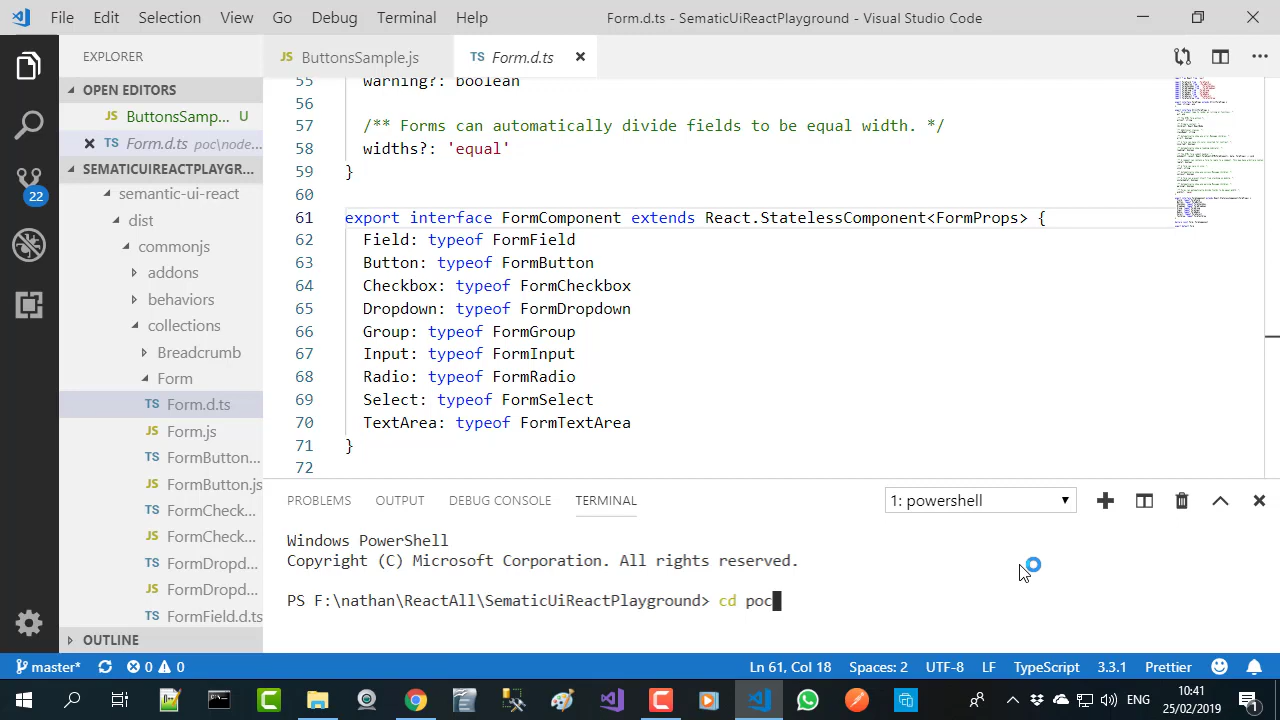 File Edit Selection View Go Debug Terminal Help Form.d.ts - SematicUiReactPlayground - Visual Studio Code
EXPLORER
OPEN EDITORS
JS ButtonsSamp... U
TS Form.d.ts poc\node...
SEMATICUIREACTPLAYGR...
semantic-ui-react
dist
commonjs
addons
behaviors
collections
Breadcrumb
Form
TS Form.d.ts
JS Form.js
TS FormButton...
JS FormButton.js
TS FormCheck...
JS FormCheck...
TS FormDropd...
JS FormDropd...
TS FormField.d.ts
OUTLINE
22
JS ButtonsSample.js
TS Form.d.ts
55 warning?: boolean
56
57 /** Forms can automatically divide fields to be equal width. */
58 widths?: 'equal'
59 }
60
61 export interface FormComponent extends React.StatelessComponent<FormProps> {
62 Field: typeof FormField
63 Button: typeof FormButton
64 Checkbox: typeof FormCheckbox
65 Dropdown: typeof FormDropdown
66 Group: typeof FormGroup
67 Input: typeof FormInput
68 Radio: typeof FormRadio
69 Select: typeof FormSelect
70 TextArea: typeof FormTextArea
71 }
72
PROBLEMS OUTPUT DEBUG CONSOLE TERMINAL 1: powershell
Windows PowerShell
Copyright (C) Microsoft Corporation. All rights reserved.
PS F:\nathan\ReactAll\SematicUiReactPlayground> cd poc
master* 0 0 Ln 61, Col 18 Spaces: 2 UTF-8 LF TypeScript 3.3.1 Prettier
ENG
10:41
25/02/2019
1